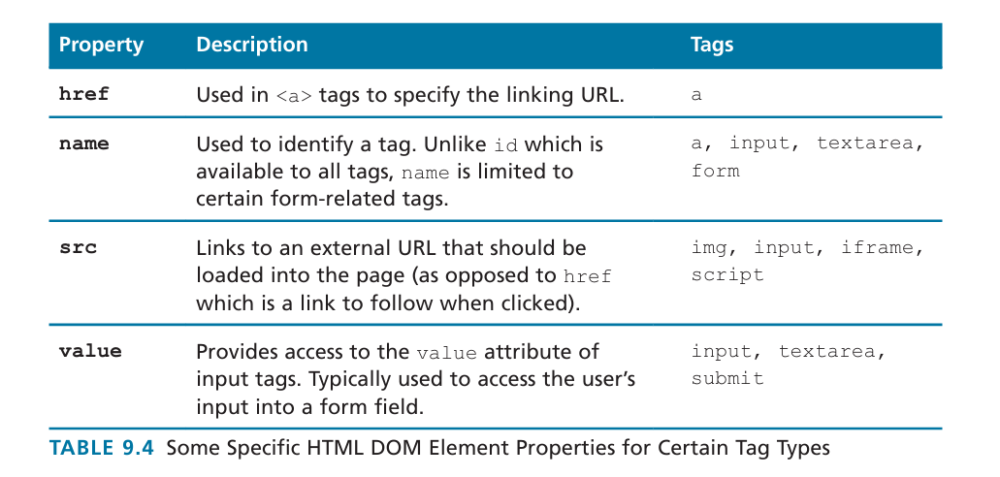 Property Description Tags
href Used in <a> tags to specify the linking URL. a
name Used to identify a tag. Unlike id which is a, input, textarea,
available to all tags, name is limited to form
certain form-related tags.
src Links to an external URL that should be img, input, iframe,
loaded into the page (as opposed to href script
which is a link to follow when clicked).
value Provides access to the value attribute of input, textarea,
input tags. Typically used to access the user’s submit
input into a form field.
TABLE 9.4 Some Specific HTML DOM Element Properties for Certain Tag Types